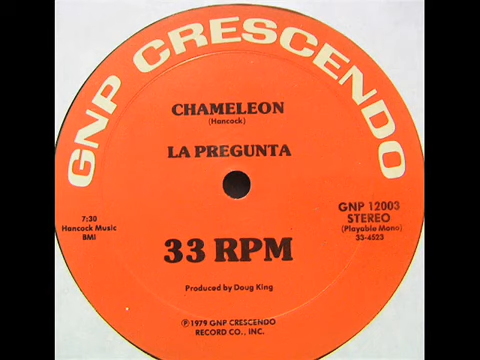 GNP CRESCENDO
CHAMELEON
(Hancock)
LA PREGUNTA
7:30
Hancock Music
BMI
GNP 12003
STEREO
(Playable Mono)
33-4523
33 RPM
Produced by Doug King
℗ 1979 GNP CRESCENDO
RECORD CO., INC.